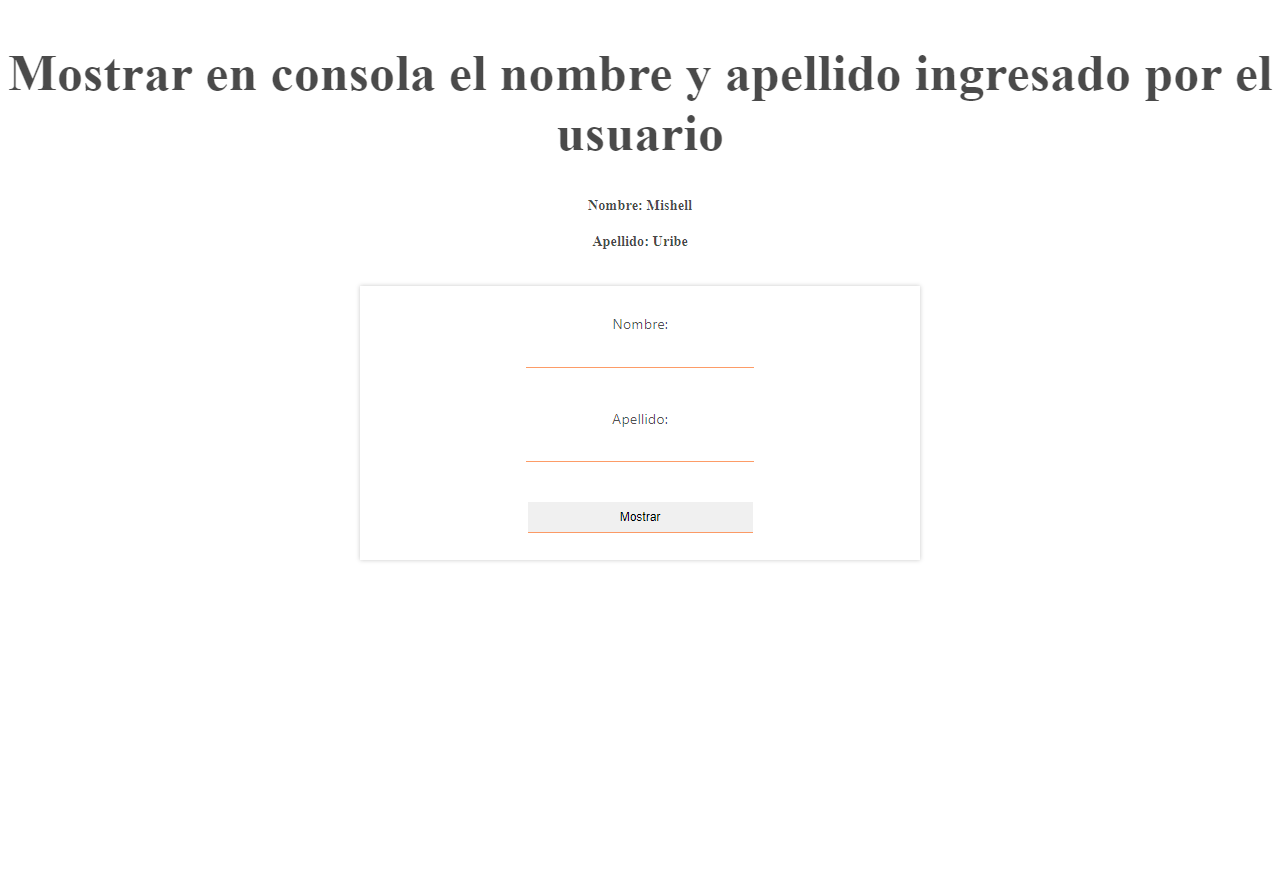 Mostrar en consola el nombre y apellido ingresado por el
usuario
Nombre: Mishell
Apellido: Uribe
Nombre:
Apellido:
Mostrar